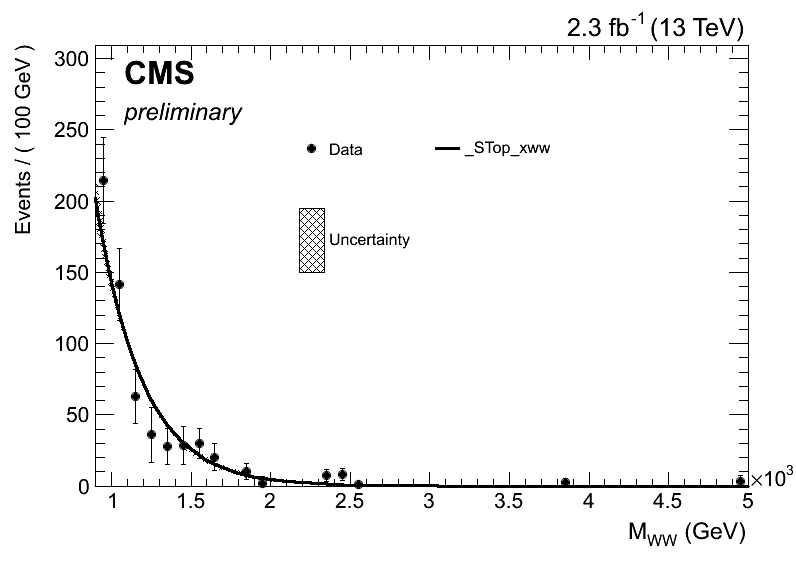 2.3 fb⁻¹ (13 TeV)
CMS
preliminary
Events / ( 100 GeV )
300
250
200
150
100
50
0
Data
_STop_xww
Uncertainty
1 1.5 2 2.5 3 3.5 4 4.5 5
×10³
M_WW (GeV)